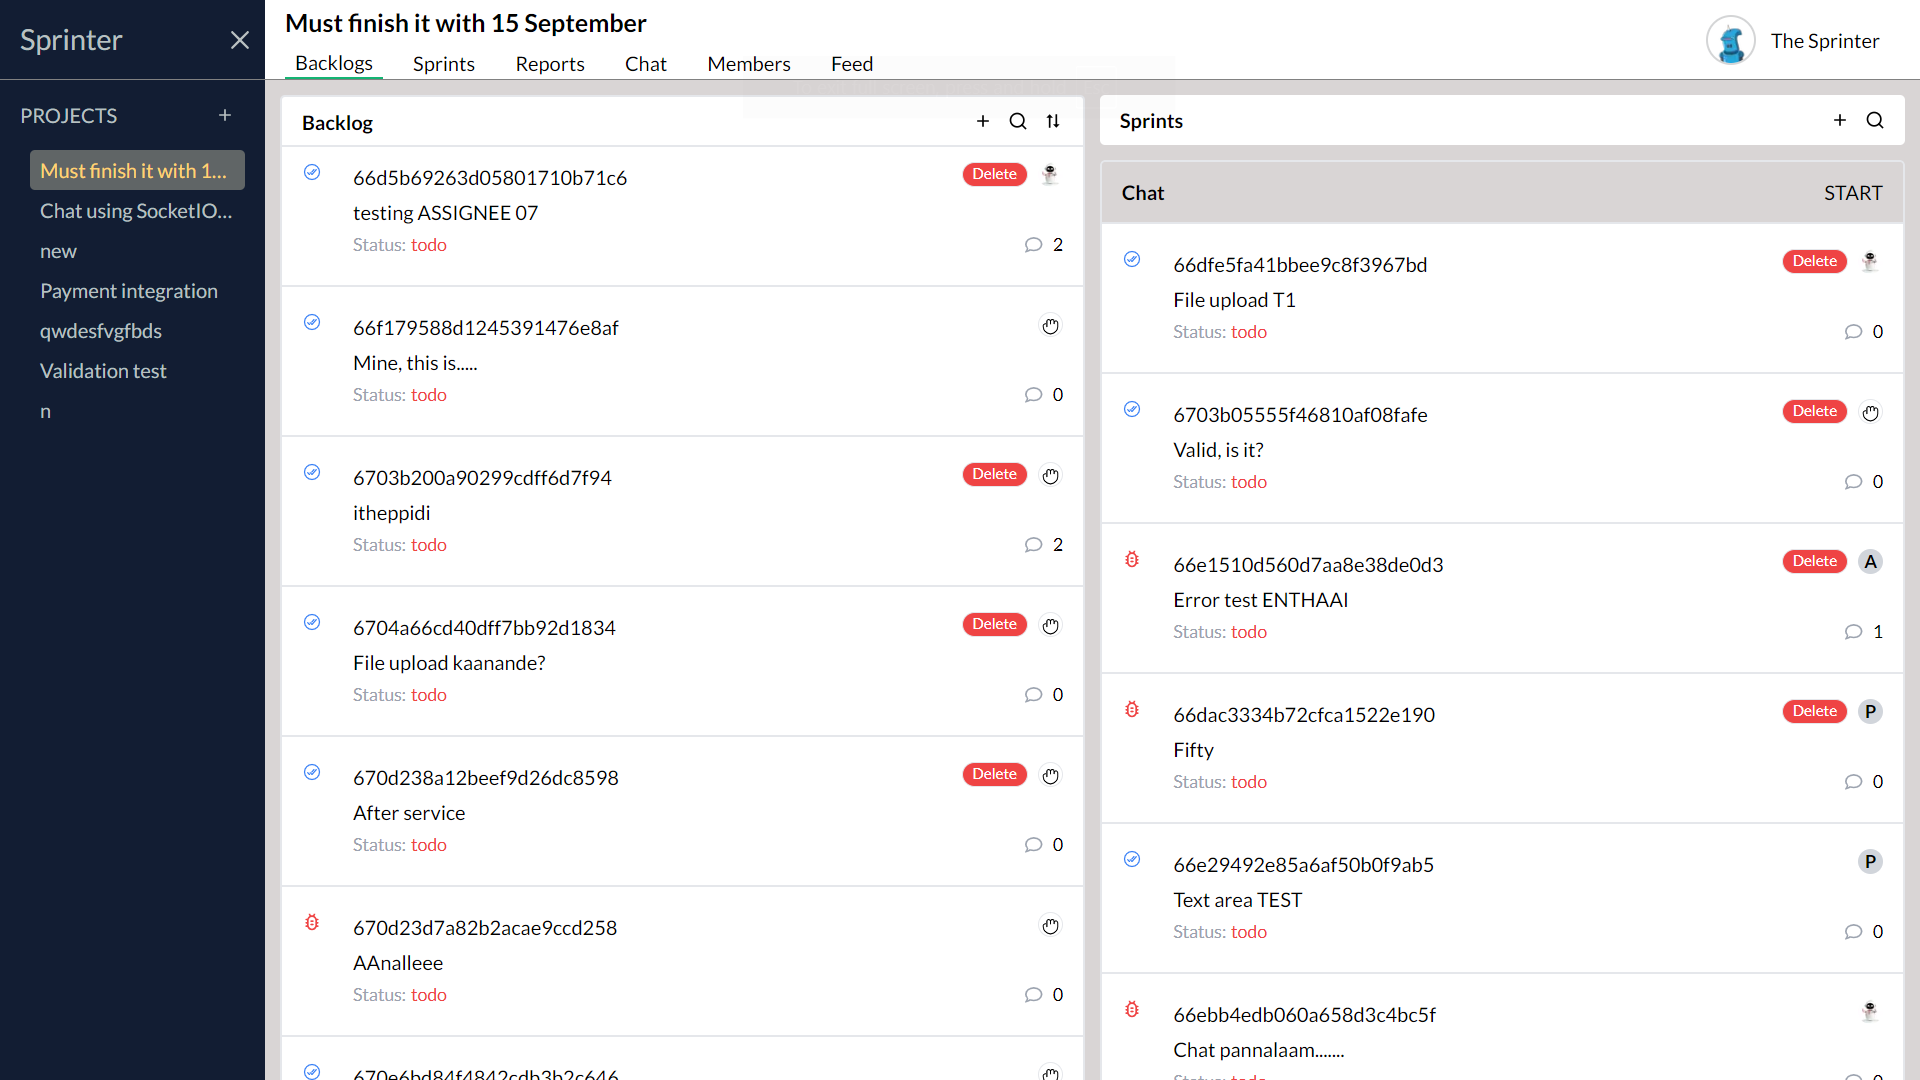 Sprinter
PROJECTS
Must finish it with 1...
Chat using SocketIO...
new
Payment integration
qwdesfvgfbds
Validation test
n
Must finish it with 15 September
Backlogs Sprints Reports Chat Members Feed
The Sprinter
Backlog
66d5b69263d05801710b71c6 Delete
testing ASSIGNEE 07
Status: todo 2
66f179588d1245391476e8af
Mine, this is.....
Status: todo 0
6703b200a90299cdff6d7f94 Delete
itheppidi
Status: todo 2
6704a66cd40dff7bb92d1834 Delete
File upload kaanande?
Status: todo 0
670d238a12beef9d26dc8598 Delete
After service
Status: todo 0
670d23d7a82b2acae9ccd258
AAnalleee
Status: todo 0
670e6bd84f4842cdb3b2c646
Sprints
Chat START
66dfe5fa41bbee9c8f3967bd Delete
File upload T1
Status: todo 0
6703b05555f46810af08fafe Delete
Valid, is it?
Status: todo 0
66e1510d560d7aa8e38de0d3 Delete A
Error test ENTHAAI
Status: todo 1
66dac3334b72cfca1522e190 Delete P
Fifty
Status: todo 0
66e29492e85a6af50b0f9ab5 P
Text area TEST
Status: todo 0
66ebb4edb060a658d3c4bc5f
Chat pannalaam.......
Status: todo 0